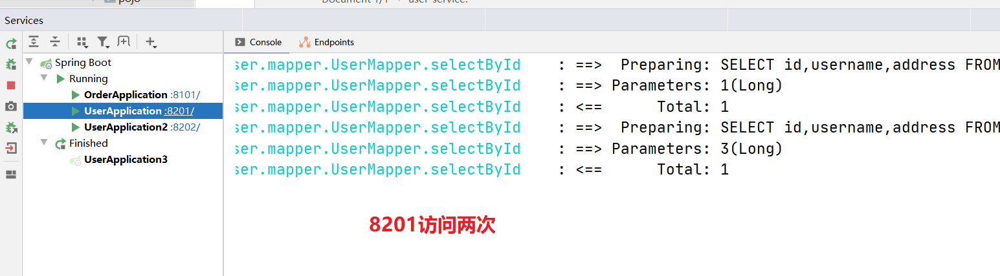 pojo
Document 1/1
user-service:
Services
Console
Endpoints
Spring Boot
Running
OrderApplication :8101/
UserApplication :8201/
UserApplication2 :8202/
Finished
UserApplication3
ser.mapper.UserMapper.selectById : ==> Preparing: SELECT id,username,address FROM
ser.mapper.UserMapper.selectById : ==> Parameters: 1(Long)
ser.mapper.UserMapper.selectById : <== Total: 1
ser.mapper.UserMapper.selectById : ==> Preparing: SELECT id,username,address FROM
ser.mapper.UserMapper.selectById : ==> Parameters: 3(Long)
ser.mapper.UserMapper.selectById : <== Total: 1
8201访问两次